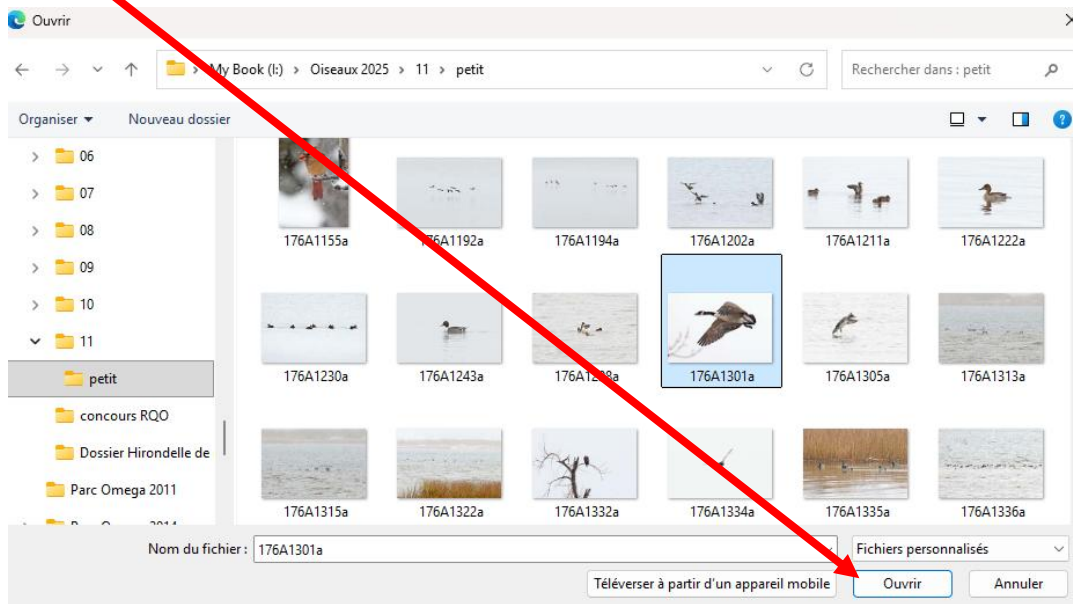 Ouvrir
My Book (I:) > Oiseaux 2025 > 11 > petit
Rechercher dans : petit
Organiser
Nouveau dossier
06
07
08
09
10
11
petit
concours RQO
Dossier Hirondelle de
Parc Omega 2011
176A1155a
176A1192a
176A1194a
176A1202a
176A1211a
176A1222a
176A1230a
176A1243a
176A1301a
176A1305a
176A1313a
176A1315a
176A1322a
176A1332a
176A1334a
176A1335a
176A1336a
Nom du fichier : 176A1301a
Fichiers personnalisés
Téléverser à partir d'un appareil mobile
Ouvrir
Annuler